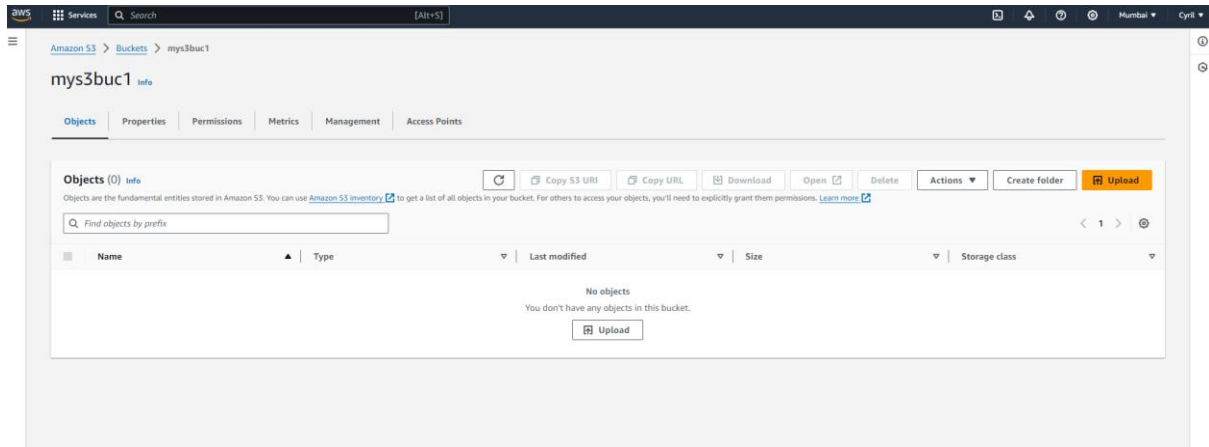 aws Services Search [Alt+S] Mumbai ▼ Cyril ▼
Amazon S3 > Buckets > mys3buc1
mys3buc1 Info
Objects Properties Permissions Metrics Management Access Points
Objects (0) Info Copy S3 URI Copy URL Download Open Delete Actions ▼ Create folder Upload
Objects are the fundamental entities stored in Amazon S3. You can use Amazon S3 inventory to get a list of all objects in your bucket. For others to access your objects, you'll need to explicitly grant them permissions. Learn more
Find objects by prefix < 1 >
Name ▲ Type Last modified Size Storage class
No objects
You don't have any objects in this bucket.
Upload